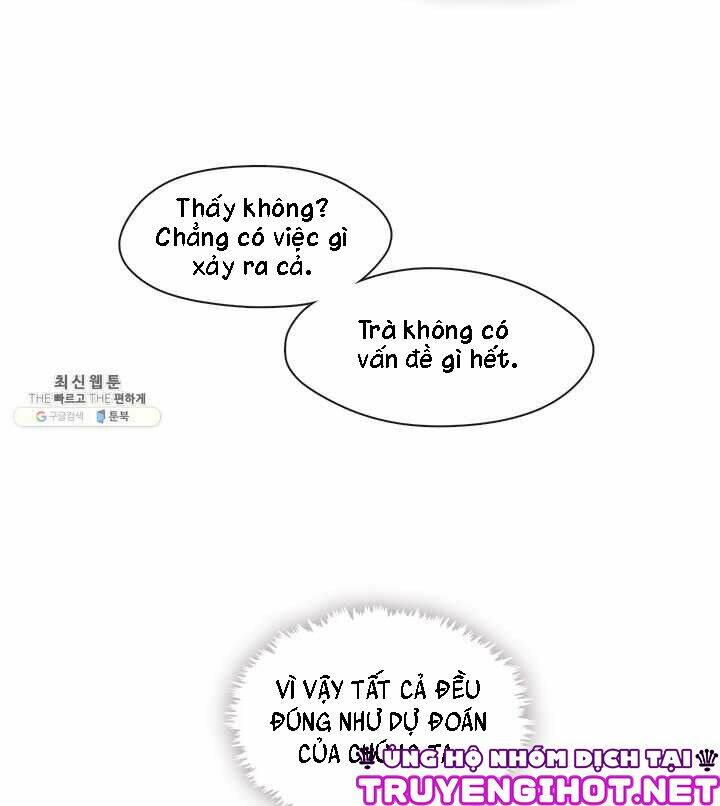 Thấy không?
Chẳng có việc gì
xảy ra cả.
Trà không có
vấn đề gì hết.
최신웹툰
THE 빠르고 THE 편하게
구글검색 툰북
VÌ VẬY TẤT CẢ ĐỀU
ĐÚNG NHƯ DỰ ĐOÁN
CỦA
ỦNG HỘ NHÓM DỊCH TẠI
TRUYENGIHOT.NET